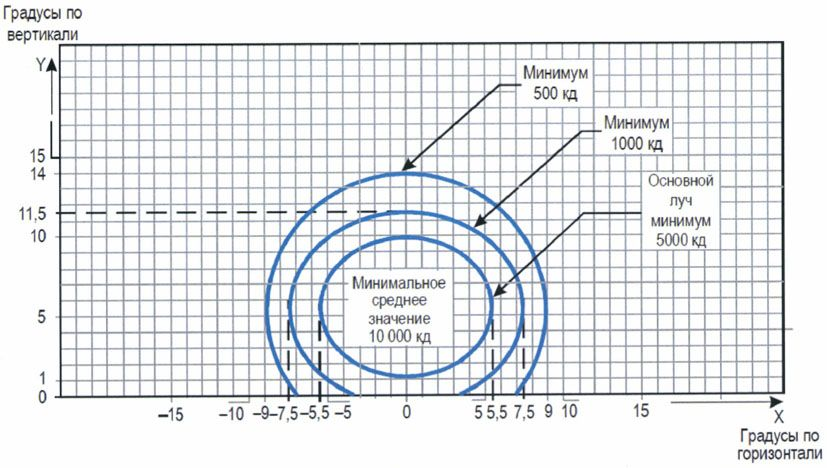 Градусы по
вертикали
Y
Минимум
500 кд
Минимум
1000 кд
15
14
Основной
луч
минимум
5000 кд
11,5
10
Минимальное
среднее
значение
10 000 кд
5
1
0
–15 –10 –9 –7,5 –5,5 –5 0 5 5,5 7,5 9 10 15 X
Градусы по
горизонтали